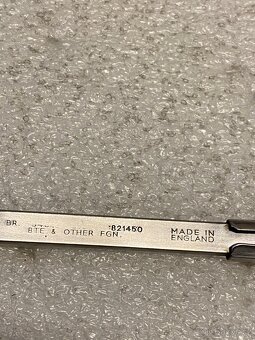 BR. 821450 MADE IN
BTE & OTHER FGN. ENGLAND